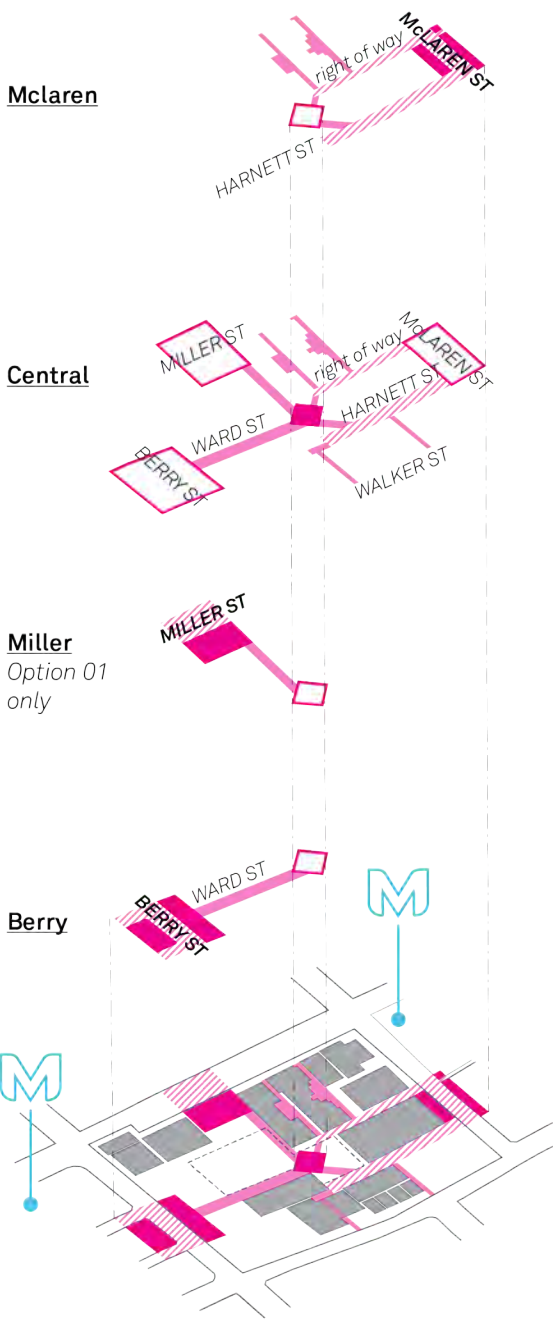 Mclaren
McLAREN ST
right of way
HARNETT ST
Central
MILLER ST
McLAREN ST
right of way
HARNETT ST
WARD ST
BERRY ST
WALKER ST
Miller
Option 01
only
MILLER ST
Berry
WARD ST
BERRY ST
M
M